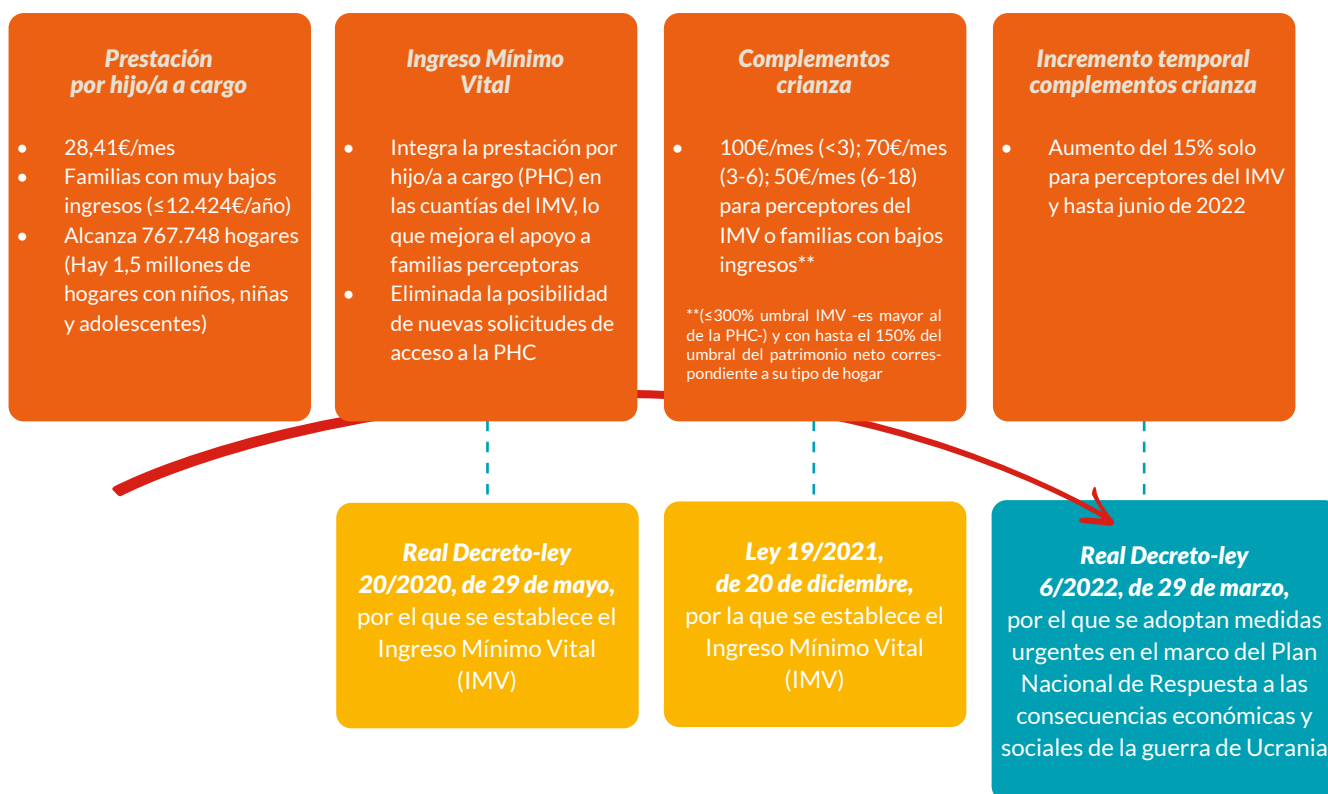 Prestación
por hijo/a a cargo
• 28,41€/mes
• Familias con muy bajos
ingresos (≤12.424€/año)
• Alcanza 767.748 hogares
(Hay 1,5 millones de
hogares con niños, niñas
y adolescentes)
Ingreso Mínimo
Vital
• Integra la prestación por
hijo/a a cargo (PHC) en
las cuantías del IMV, lo
que mejora el apoyo a
familias perceptoras
• Eliminada la posibilidad
de nuevas solicitudes de
acceso a la PHC
Complementos
crianza
• 100€/mes (<3); 70€/mes
(3-6); 50€/mes (6-18)
para perceptores del
IMV o familias con bajos
ingresos**
**(≤300% umbral IMV -es mayor al
de la PHC-) y con hasta el 150% del
umbral del patrimonio neto corres-
pondiente a su tipo de hogar
Incremento temporal
complementos crianza
• Aumento del 15% solo
para perceptores del IMV
y hasta junio de 2022
Real Decreto-ley
20/2020, de 29 de mayo,
por el que se establece el
Ingreso Mínimo Vital
(IMV)
Ley 19/2021,
de 20 de diciembre,
por la que se establece el
Ingreso Mínimo Vital
(IMV)
Real Decreto-ley
6/2022, de 29 de marzo,
por el que se adoptan medidas
urgentes en el marco del Plan
Nacional de Respuesta a las
consecuencias económicas y
sociales de la guerra de Ucrania